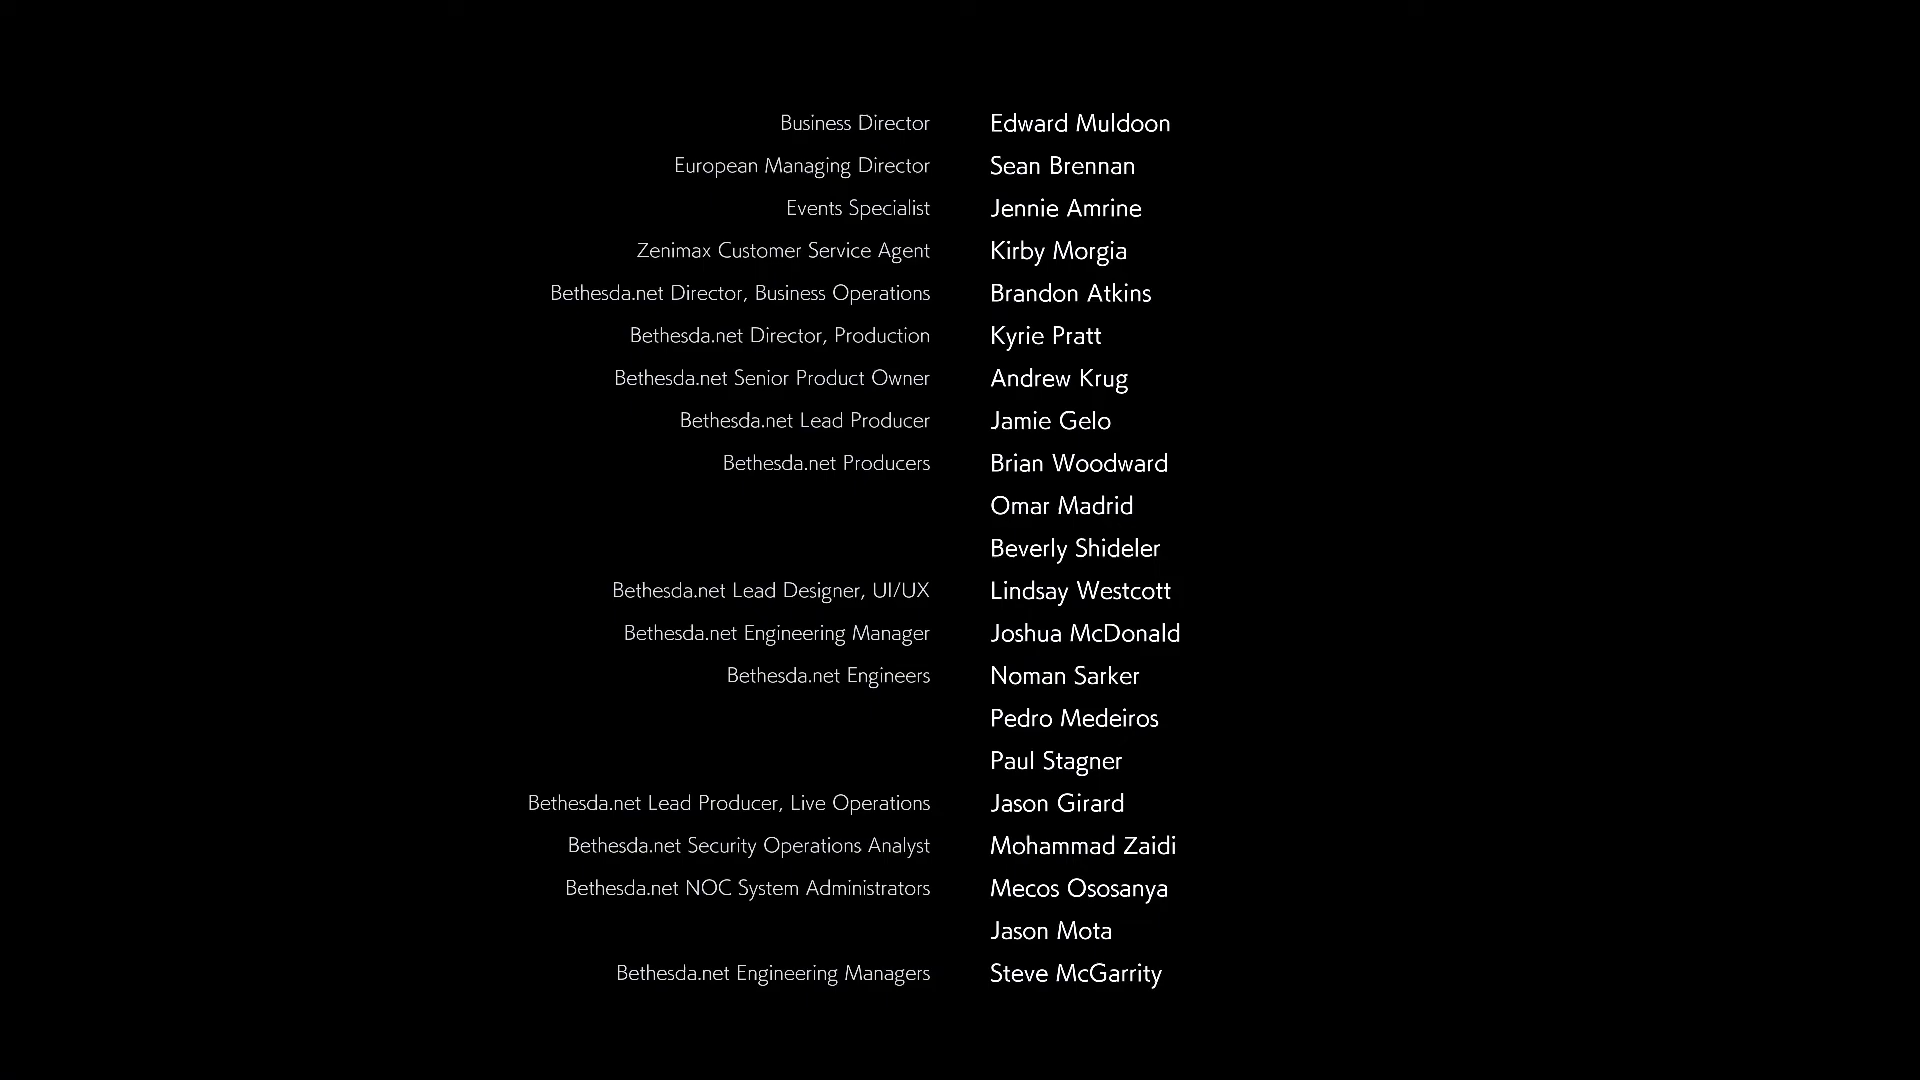 Business Director Edward Muldoon
European Managing Director Sean Brennan
Events Specialist Jennie Amrine
Zenimax Customer Service Agent Kirby Morgia
Bethesda.net Director, Business Operations Brandon Atkins
Bethesda.net Director, Production Kyrie Pratt
Bethesda.net Senior Product Owner Andrew Krug
Bethesda.net Lead Producer Jamie Gelo
Bethesda.net Producers Brian Woodward
Omar Madrid
Beverly Shideler
Bethesda.net Lead Designer, UI/UX Lindsay Westcott
Bethesda.net Engineering Manager Joshua McDonald
Bethesda.net Engineers Noman Sarker
Pedro Medeiros
Paul Stagner
Bethesda.net Lead Producer, Live Operations Jason Girard
Bethesda.net Security Operations Analyst Mohammad Zaidi
Bethesda.net NOC System Administrators Mecos Ososanya
Jason Mota
Bethesda.net Engineering Managers Steve McGarrity